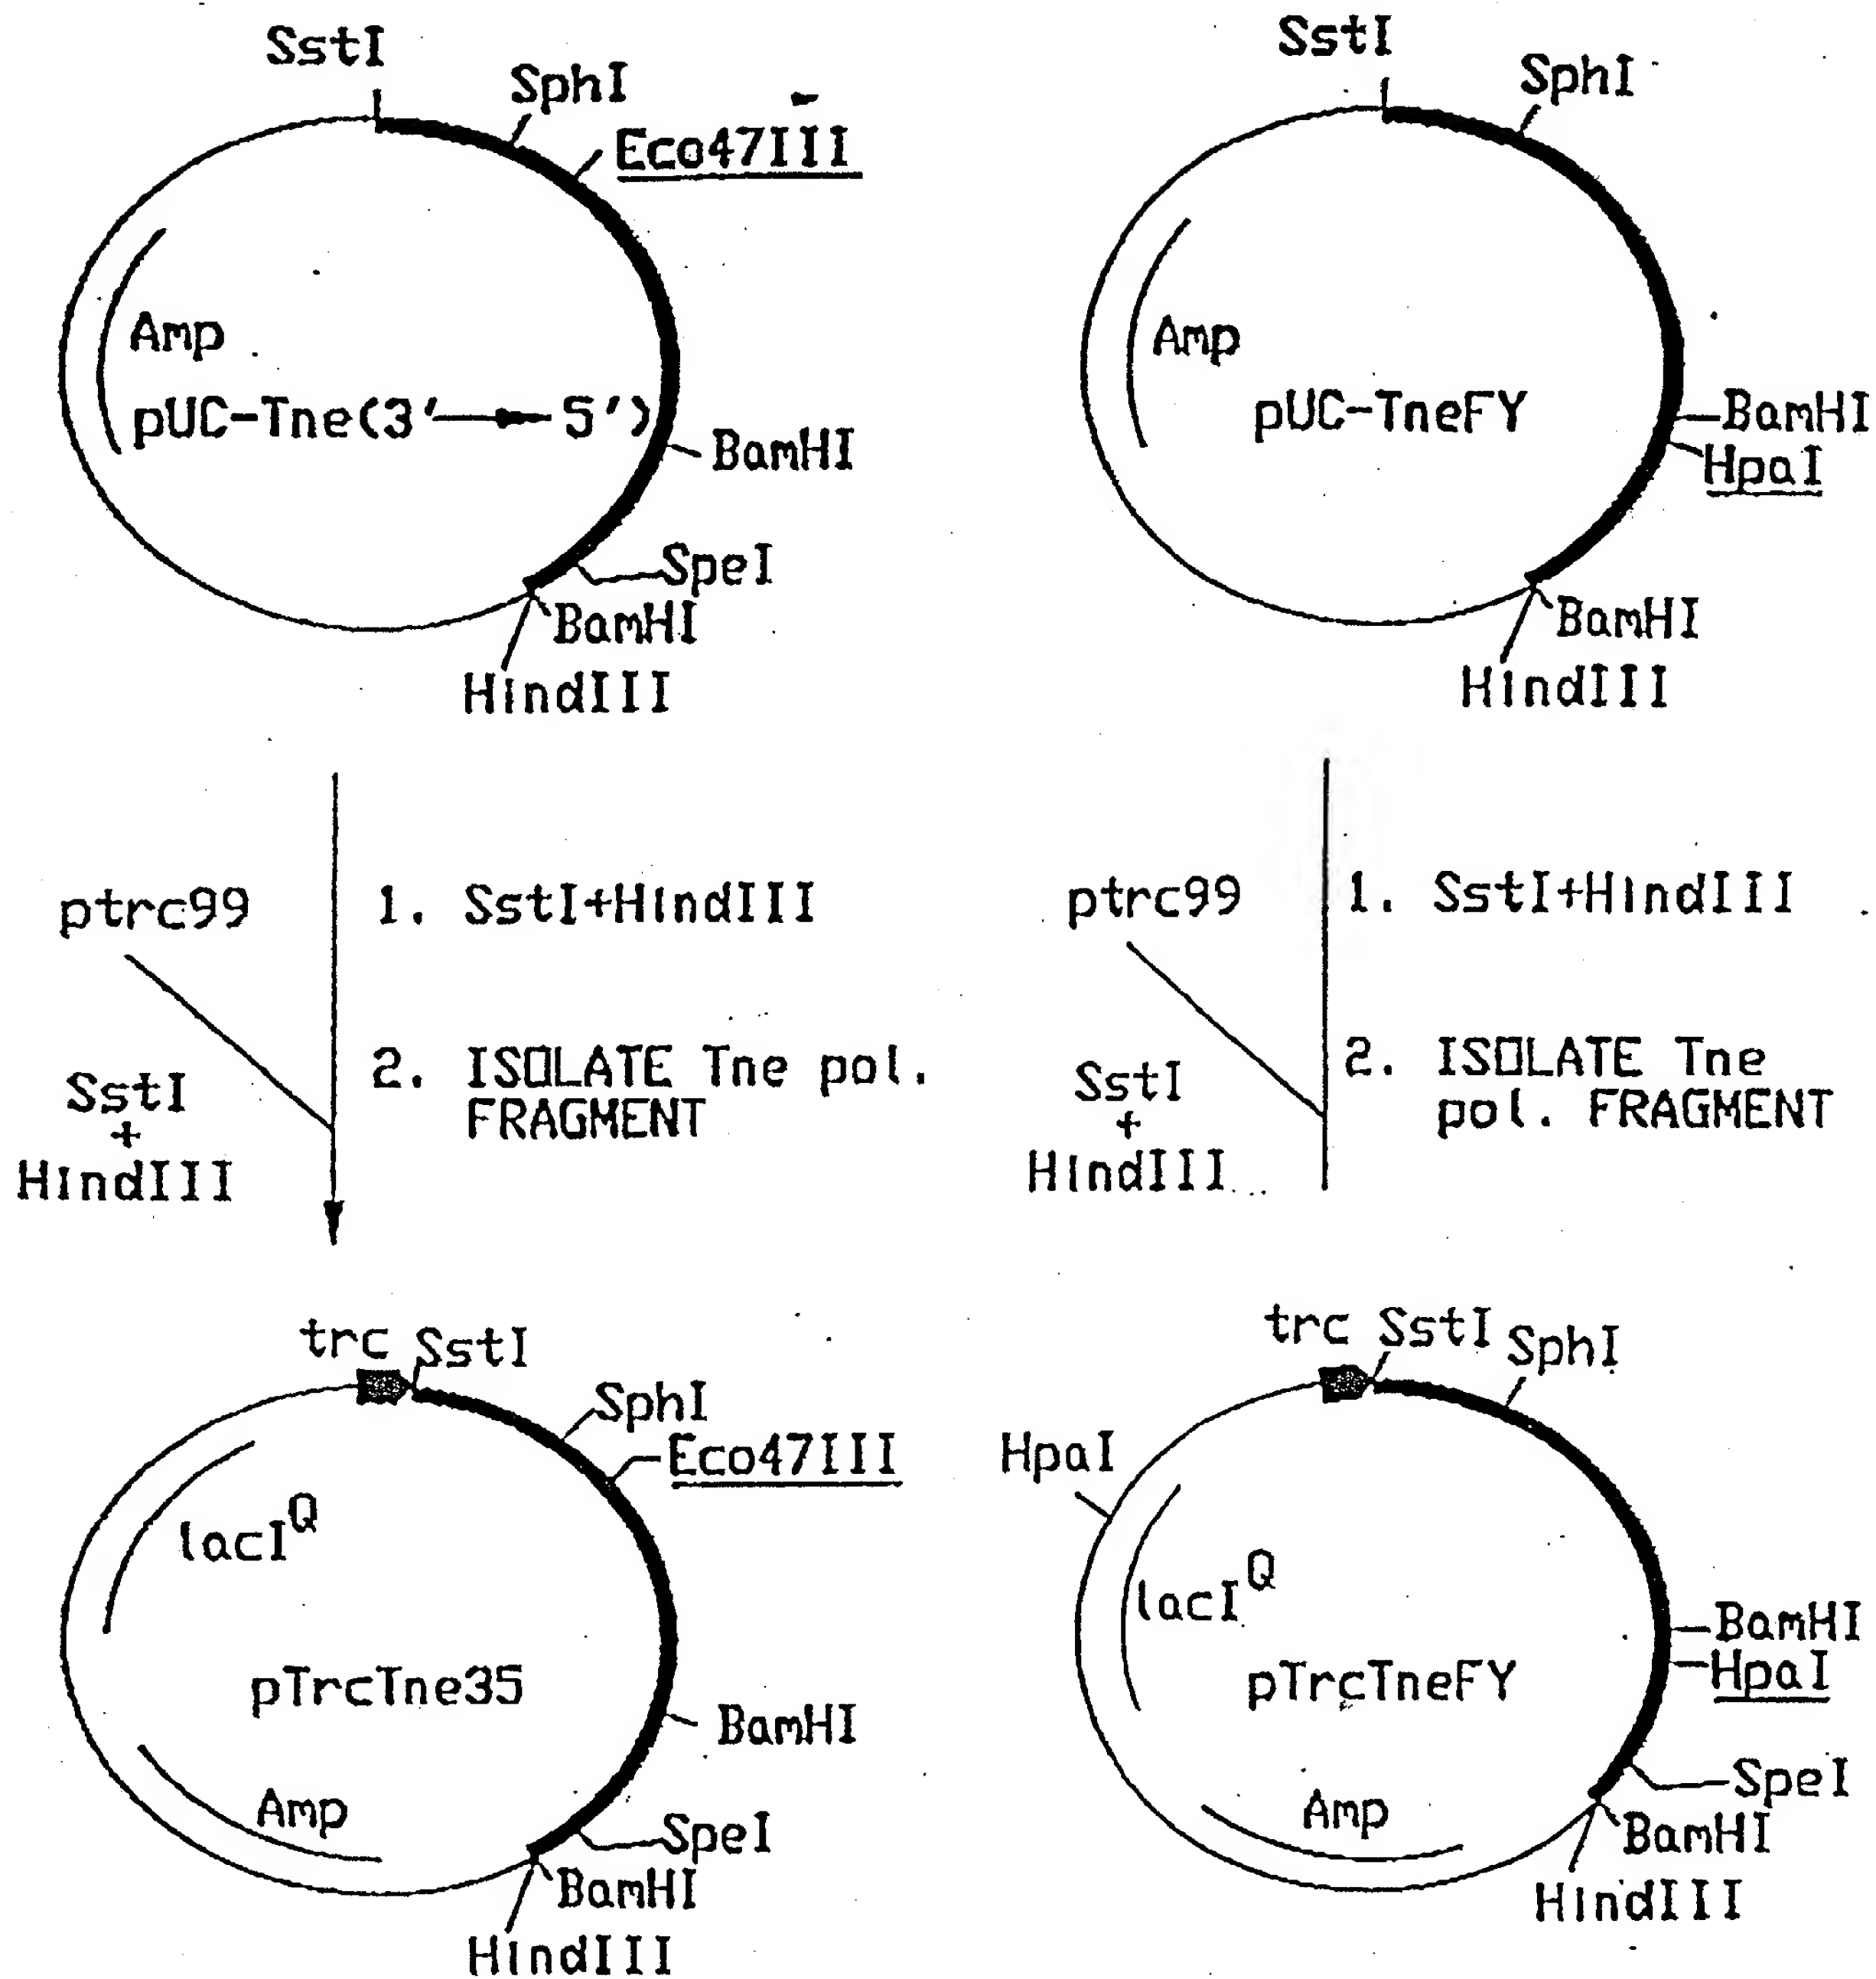 SstI
SphI
Eco47III
Amp
pUC-Tne(3'→5')
BamHI
SpeI
BamHI
HindIII
SstI
SphI
Amp
pUC-TneFY
BamHI
HpaI
BamHI
HindIII
ptrc99
1. SstI+HindIII
SstI
+
HindIII
2. ISOLATE Tne pol.
FRAGMENT
ptrc99
1. SstI+HindIII
SstI
+
HindIII
2. ISOLATE Tne
pol. FRAGMENT
trc SstI
SphI
Eco47III
lacI^Q
pTrcTne35
BamHI
Amp
SpeI
BamHI
HindIII
trc SstI SphI
HpaI
lacI^Q
BamHI
pTrcTneFY
HpaI
SpeI
Amp
BamHI
HindIII